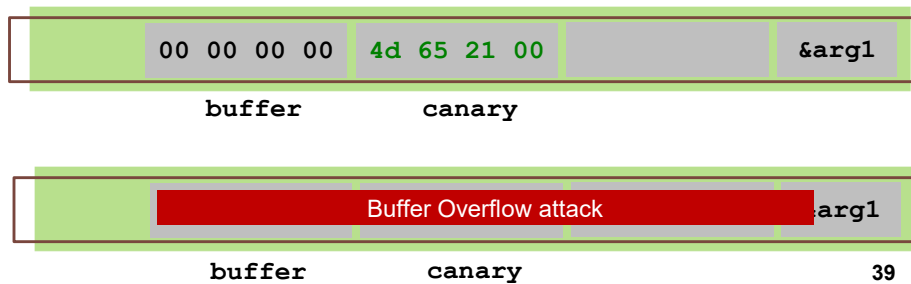 00 00 00 00 4d 65 21 00 &arg1
buffer canary
Buffer Overflow attack arg1
buffer canary 39